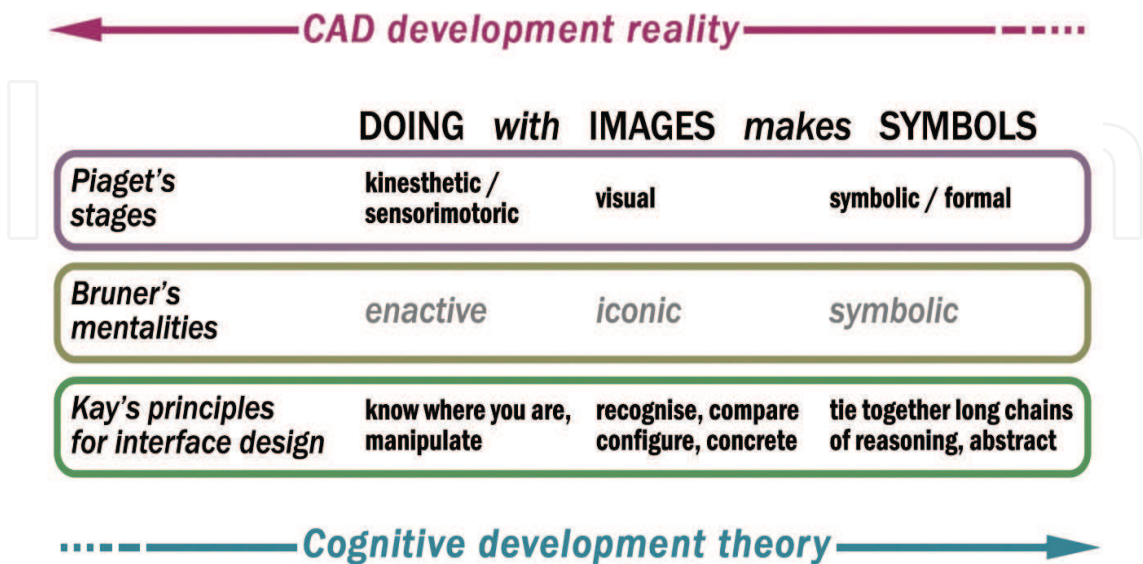 CAD development reality
DOING with IMAGES makes SYMBOLS
Piaget's
stages
kinesthetic /
sensorimotoric
visual
symbolic / formal
Bruner's
mentalities
enactive
iconic
symbolic
Kay's principles
for interface design
know where you are,
manipulate
recognise, compare
configure, concrete
tie together long chains
of reasoning, abstract
Cognitive development theory